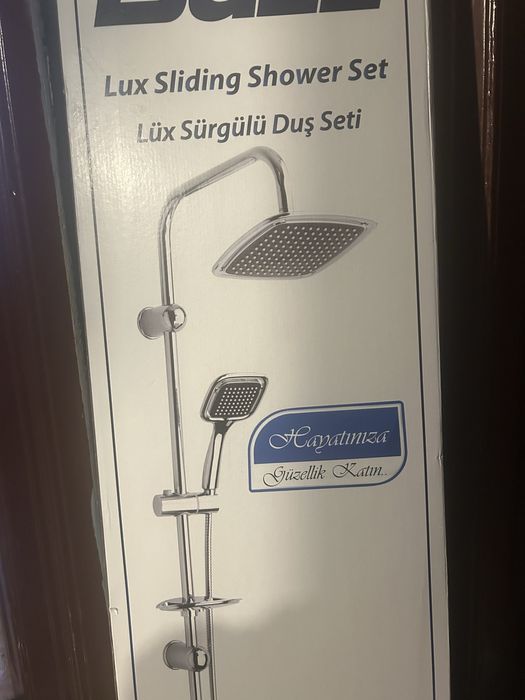 Lux Sliding Shower Set
Lüx Sürgülü Duş Seti
Hayatınıza
Güzellik Katın..